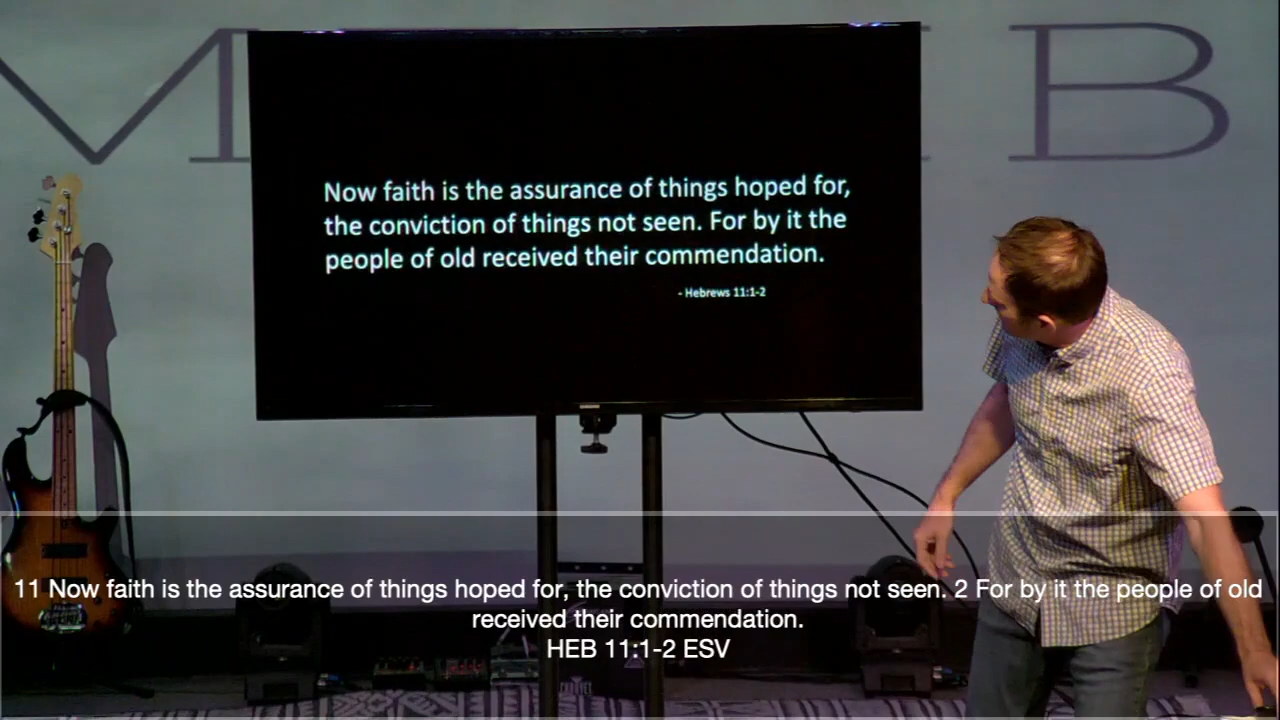 M B
Now faith is the assurance of things hoped for,
the conviction of things not seen. For by it the
people of old received their commendation.
- Hebrews 11:1-2
11 Now faith is the assurance of things hoped for, the conviction of things not seen. 2 For by it the people of old
received their commendation.
HEB 11:1-2 ESV